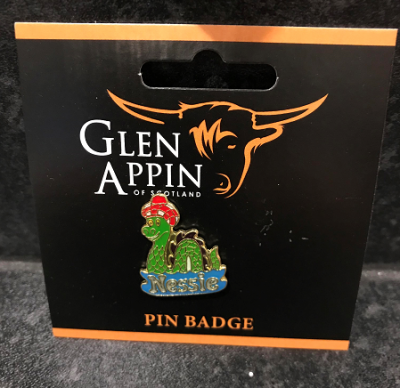 GLEN
APPIN
OF SCOTLAND
Nessie
PIN BADGE